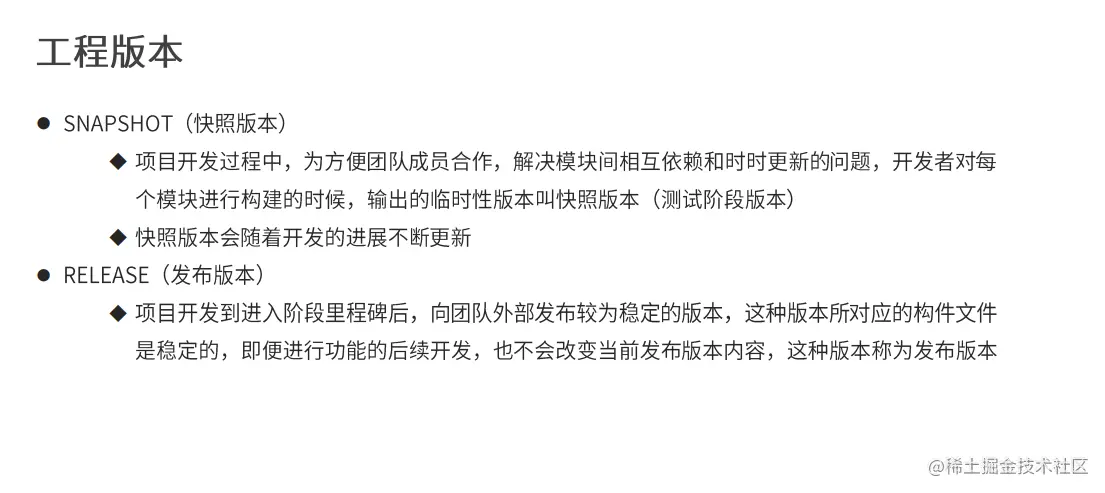 工程版本
● SNAPSHOT（快照版本）
◆ 项目开发过程中，为方便团队成员合作，解决模块间相互依赖和时时更新的问题，开发者对每
个模块进行构建的时候，输出的临时性版本叫快照版本（测试阶段版本）
◆ 快照版本会随着开发的进展不断更新
● RELEASE（发布版本）
◆ 项目开发到进入阶段里程碑后，向团队外部发布较为稳定的版本，这种版本所对应的构件文件
是稳定的，即便进行功能的后续开发，也不会改变当前发布版本内容，这种版本称为发布版本
@稀土掘金技术社区